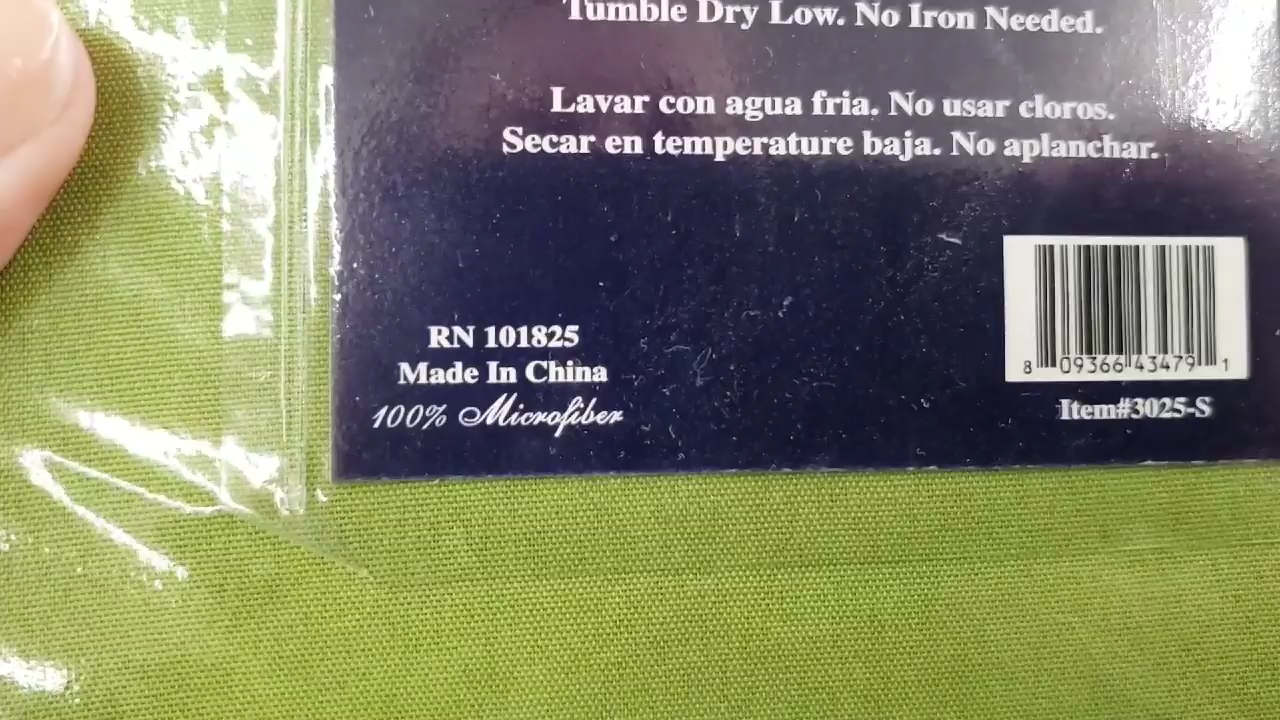 Tumble Dry Low. No Iron Needed.
Lavar con agua fria. No usar cloros.
Secar en temperature baja. No aplanchar.
RN 101825
Made In China
100% Microfiber
8 09366 43479 1
Item#3025-S